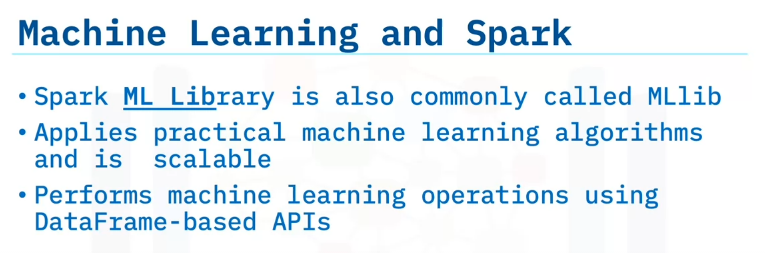 Machine Learning and Spark
• Spark ML Library is also commonly called MLlib
• Applies practical machine learning algorithms
and is  scalable
• Performs machine learning operations using
DataFrame-based APIs